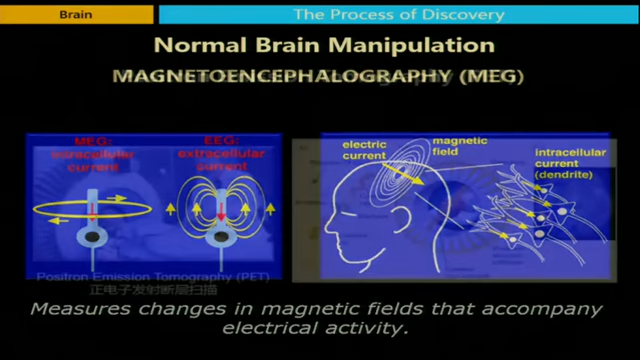 Brain
The Process of Discovery
Normal Brain Manipulation
MAGNETOENCEPHALOGRAPHY (MEG)
MEG:
extracellular
current
EEG:
extracellular
current
electric
current
magnetic
field
intracellular
current
(dendrite)
Positron Emission Tomography (PET)
正电子发射断层扫描
Measures changes in magnetic fields that accompany
electrical activity.